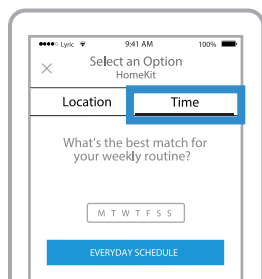 Lyric 9:41 AM 100%
Select an Option
HomeKit
Location Time
What's the best match for
your weekly routine?
M T W T F S S
EVERYDAY SCHEDULE